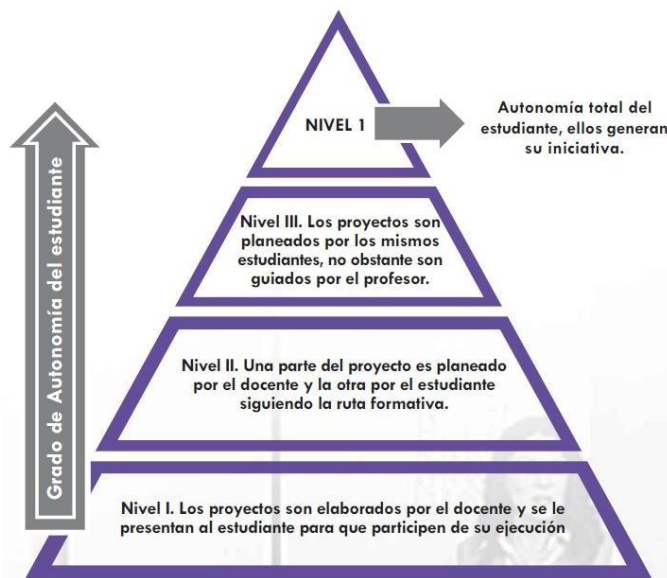 NIVEL 1
Autonomía total del
estudiante, ellos generan
su iniciativa.
Grado de Autonomía del estudiante
Nivel III. Los proyectos son
planeados por los mismos
estudiantes, no obstante son
guiados por el profesor.
Nivel II. Una parte del proyecto es planeado
por el docente y la otra por el estudiante
siguiendo la ruta formativa.
Nivel I. Los proyectos son elaborados por el docente y se le
presentan al estudiante para que participen de su ejecución